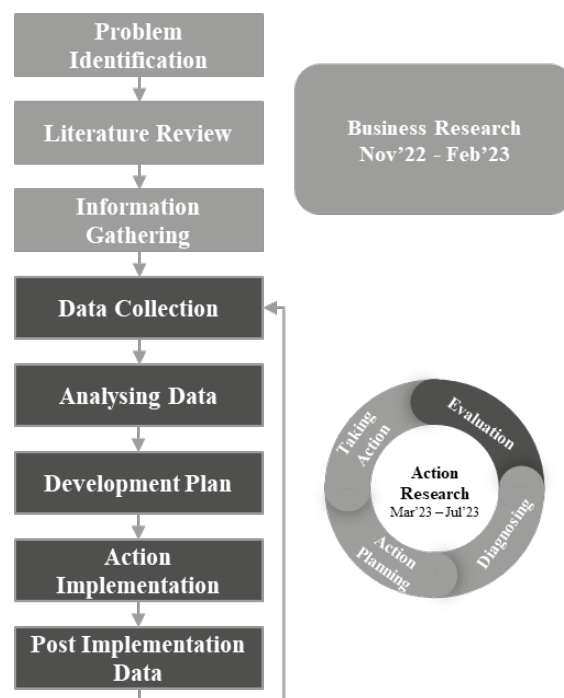 Problem
Identification
Literature Review
Information
Gathering
Data Collection
Analysing Data
Development Plan
Action
Implementation
Post Implementation
Data
Business Research
Nov’22 - Feb’23
Evaluation
Diagnosing
Action
Planning
Taking
Action
Action
Research
Mar’23 – Jul’23